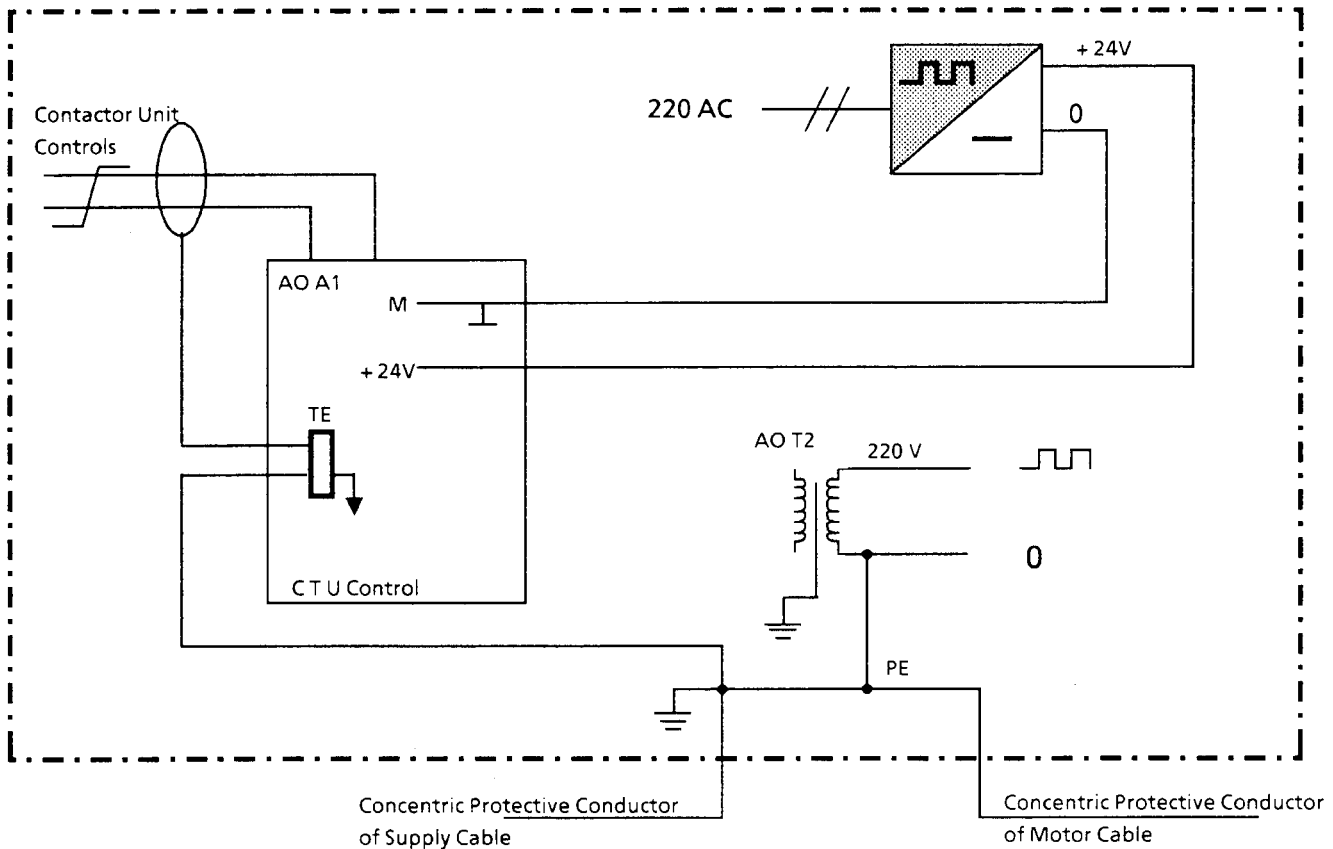 + 24V
220 AC
0
Contactor Unit
Controls
AO A1
M
+ 24V
TE
AO T2
220 V
0
C T U Control
PE
Concentric Protective Conductor
of Supply Cable
Concentric Protective Conductor
of Motor Cable